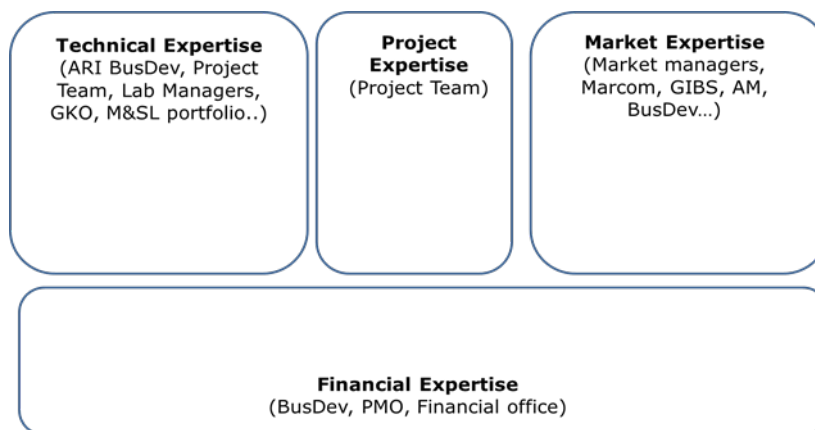 Technical Expertise
(ARI BusDev, Project
Team, Lab Managers,
GKO, M&SL portfolio..)
Project
Expertise
(Project Team)
Market Expertise
(Market managers,
Marcom, GIBS, AM,
BusDev...)
Financial Expertise
(BusDev, PMO, Financial office)